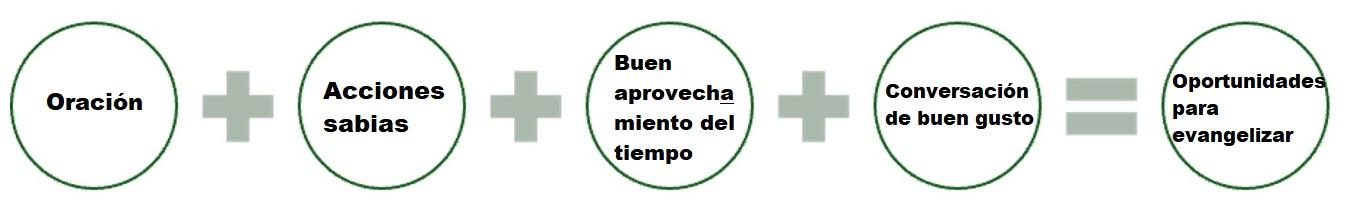 Oración
Acciones
sabias
Buen
aprovecha
miento del
tiempo
Conversación
de buen gusto
Oportunidades
para
evangelizar